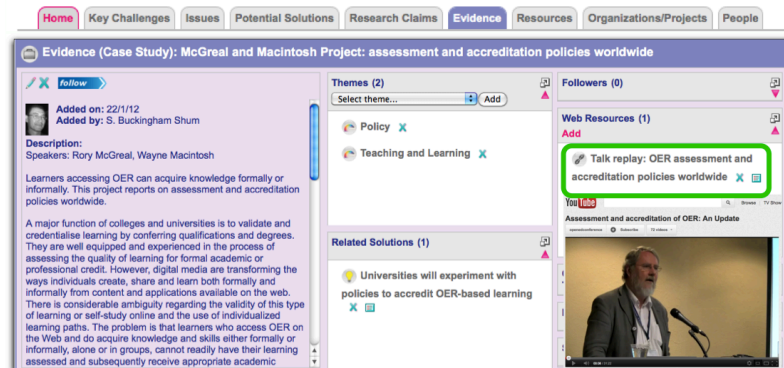 Home
Key Challenges
Issues
Potential Solutions
Research Claims
Evidence
Resources
Organizations/Projects
People
Evidence (Case Study): McGreal and Macintosh Project: assessment and accreditation policies worldwide
follow
Added on: 22/1/12
Added by: S. Buckingham Shum
Description:
Speakers: Rory McGreal, Wayne Macintosh
Learners accessing OER can acquire knowledge formally or
informally. This project reports on assessment and accreditation
policies worldwide.
A major function of colleges and universities is to validate and
credentialise learning by conferring qualifications and degrees.
They are well equipped and experienced in the process of
assessing the quality of learning for formal academic or
professional credit. However, digital media are transforming the
ways individuals create, share and learn both formally and
informally from content and applications available on the web.
There is considerable ambiguity regarding the validity of this type
of learning or self-study online and the use of individualized
learning paths. The problem is that learners who access OER on
the Web and do acquire knowledge and skills either formally or
informally, alone or in groups, cannot readily have their learning
assessed and subsequently receive appropriate academic
Themes (2)
Select theme...
Add
Policy
Teaching and Learning
Related Solutions (1)
Universities will experiment with
policies to accredit OER-based learning
Followers (0)
Web Resources (1)
Add
Talk replay: OER assessment and
accreditation policies worldwide
YouTube
Browse
TV Show
Assessment and accreditation of OER: An Update
Subscribe